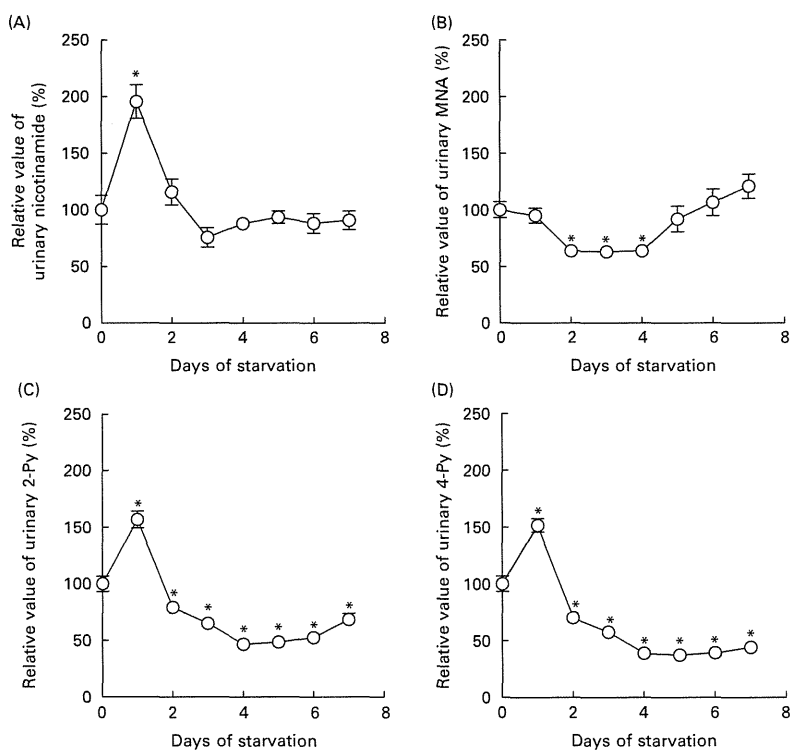 (A)
Relative value of
urinary nicotinamide (%)
250
200
150
100
50
0
*
0 2 4 6 8
Days of starvation
(B)
Relative value of urinary MNA (%)
250
200
150
100
50
0
* * *
0 2 4 6 8
Days of starvation
(C)
Relative value of urinary 2-Py (%)
250
200
150
100
50
0
*
* * * * * *
0 2 4 6 8
Days of starvation
(D)
Relative value of urinary 4-Py (%)
250
200
150
100
50
0
*
* * * * * *
0 2 4 6 8
Days of starvation